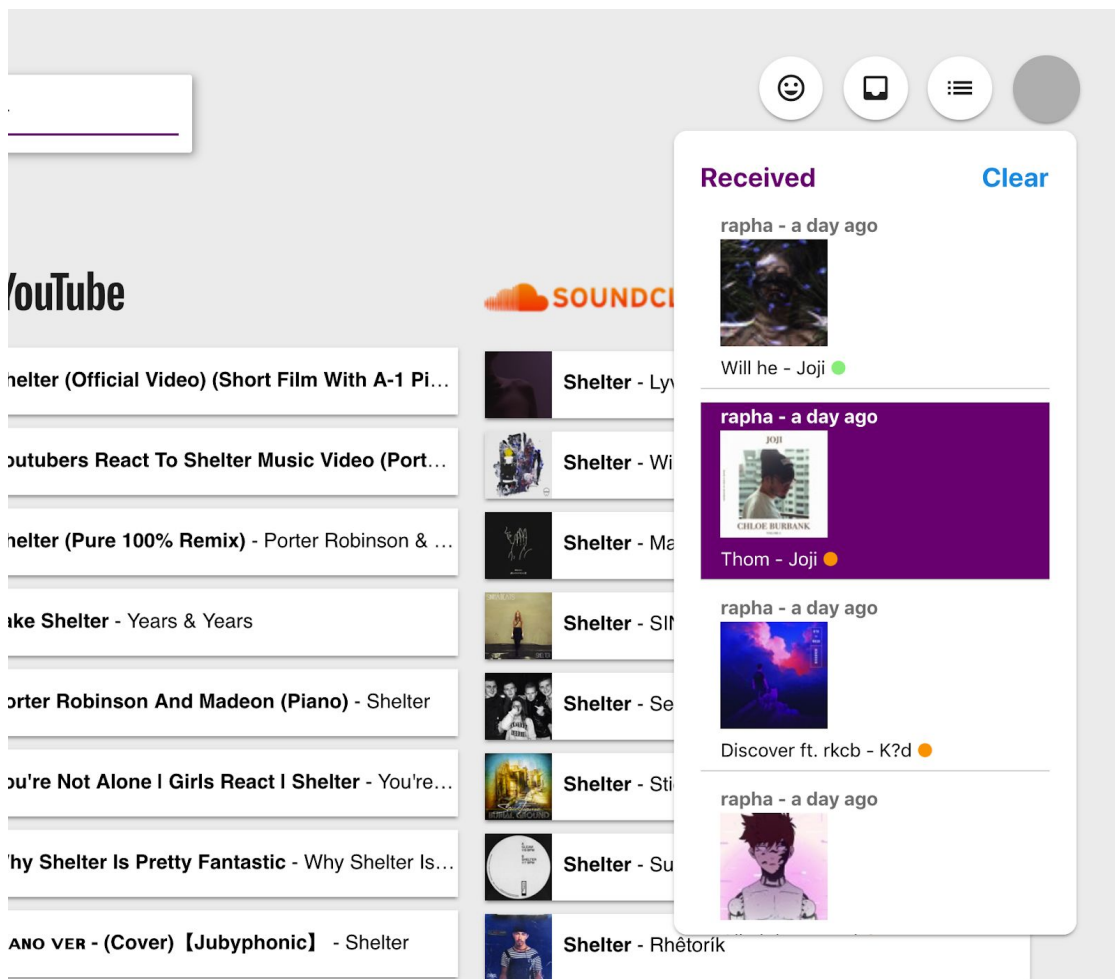 Received
Clear
rapha - a day ago
Will he - Joji
rapha - a day ago
JOJI
CHLOE BURBANK
Thom - Joji
rapha - a day ago
Discover ft. rkcb - K?d
rapha - a day ago
YouTube
helter (Official Video) (Short Film With A-1 Pi...
outubers React To Shelter Music Video (Port...
helter (Pure 100% Remix) - Porter Robinson & ...
ake Shelter - Years & Years
orter Robinson And Madeon (Piano) - Shelter
ou're Not Alone | Girls React | Shelter - You're...
hy Shelter Is Pretty Fantastic - Why Shelter Is...
ANO VER - (Cover)【Jubyphonic】 - Shelter
SOUNDCL
Shelter - Lyv
Shelter - Wi
Shelter - Ma
Shelter - SIN
Shelter - Se
Shelter - Sti
Shelter - Su
Shelter - Rhêtorík